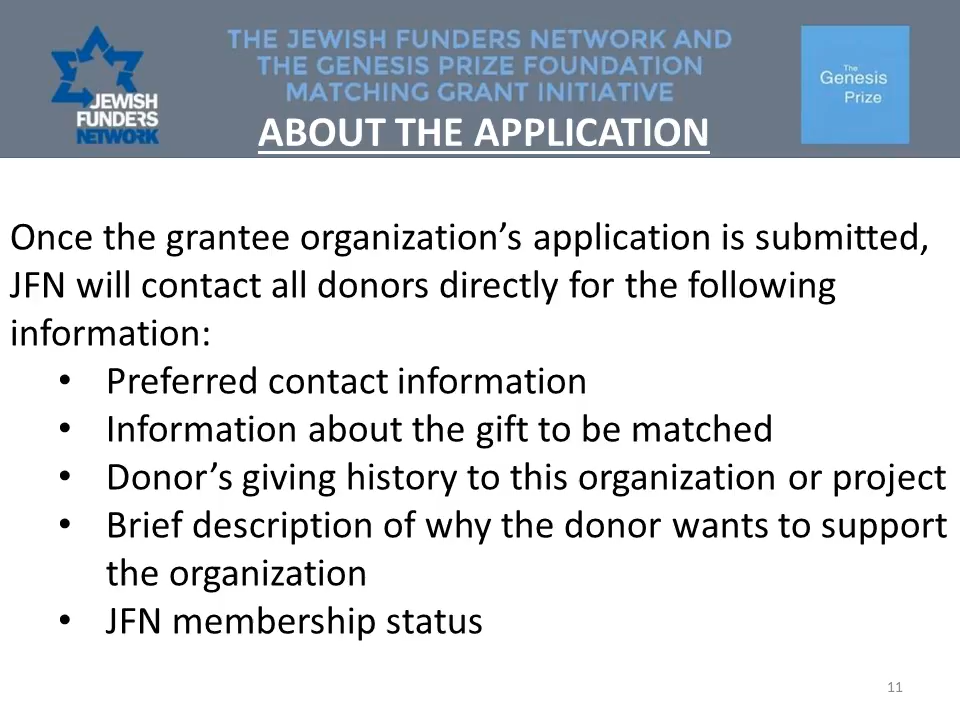 JEWISH
FUNDERS
NETWORK
THE JEWISH FUNDERS NETWORK AND
THE GENESIS PRIZE FOUNDATION
MATCHING GRANT INITIATIVE
ABOUT THE APPLICATION
The
Genesis
Prize
Once the grantee organization’s application is submitted,
JFN will contact all donors directly for the following
information:
• Preferred contact information
• Information about the gift to be matched
• Donor’s giving history to this organization or project
• Brief description of why the donor wants to support
the organization
• JFN membership status
11